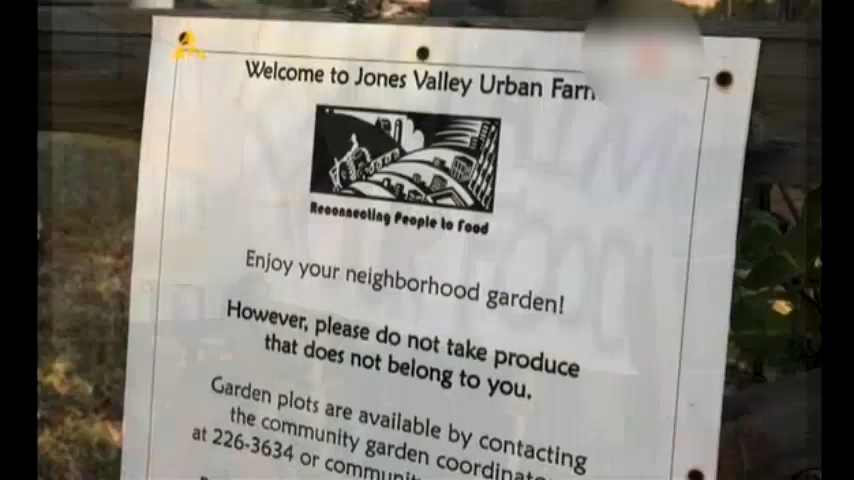 Welcome to Jones Valley Urban Farm
Reconnecting People to Food
Enjoy your neighborhood garden!
However, please do not take produce
that does not belong to you.
Garden plots are available by contacting
the community garden coordinato
at 226-3634 or communit